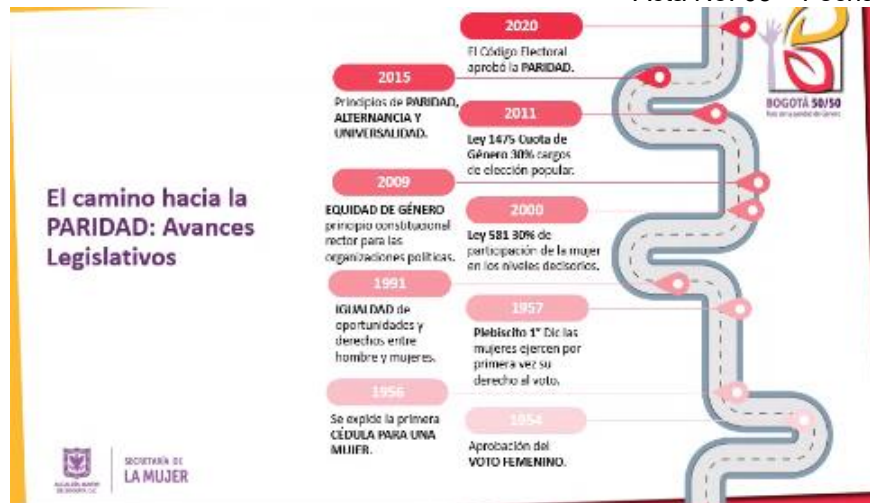 El camino hacia la
PARIDAD: Avances
Legislativos
2020
El Código Electoral
aprobó la PARIDAD.
2015
Principios de PARIDAD,
ALTERNANCIA Y
UNIVERSALIDAD.
2011
Ley 1475 Cuota de
Género 30% cargos
de elección popular.
2009
EQUIDAD DE GÉNERO
principio constitucional
rector para las
organizaciones políticas.
2000
Ley 581 30% de
participación de la mujer
en los niveles decisorios.
1991
IGUALDAD de
oportunidades y
derechos entre
hombre y mujeres.
1957
Plebiscito 1° Dic las
mujeres ejercen por
primera vez su
derecho al voto.
1956
Se expide la primera
CÉDULA PARA UNA
MUJER.
1954
Aprobación del
VOTO FEMENINO.
BOGOTÁ 50/50
SECRETARÍA DE
LA MUJER
ALCALDÍA MAYOR
DE BOGOTÁ D.C.